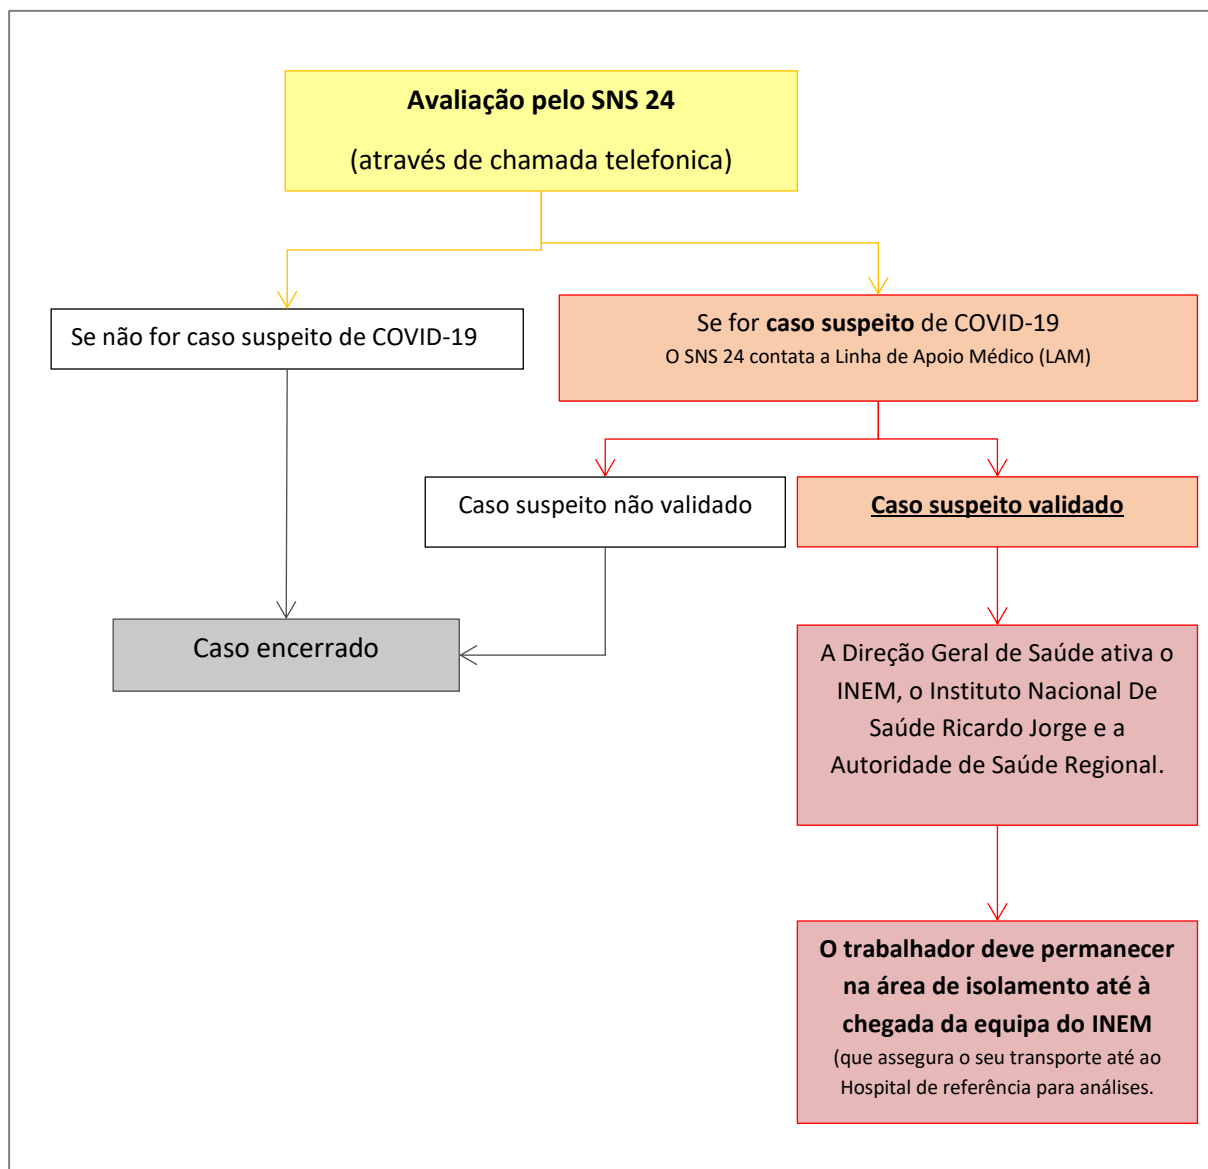 Avaliação pelo SNS 24
(através de chamada telefonica)
Se não for caso suspeito de COVID-19
Se for caso suspeito de COVID-19
O SNS 24 contata a Linha de Apoio Médico (LAM)
Caso suspeito não validado
Caso suspeito validado
Caso encerrado
A Direção Geral de Saúde ativa o
INEM, o Instituto Nacional De
Saúde Ricardo Jorge e a
Autoridade de Saúde Regional.
O trabalhador deve permanecer
na área de isolamento até à
chegada da equipa do INEM
(que assegura o seu transporte até ao
Hospital de referência para análises.